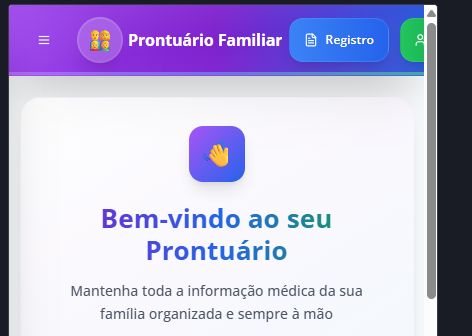 Prontuário Familiar
Registro
Bem-vindo ao seu
Prontuário
Mantenha toda a informação médica da sua
família organizada e sempre à mão